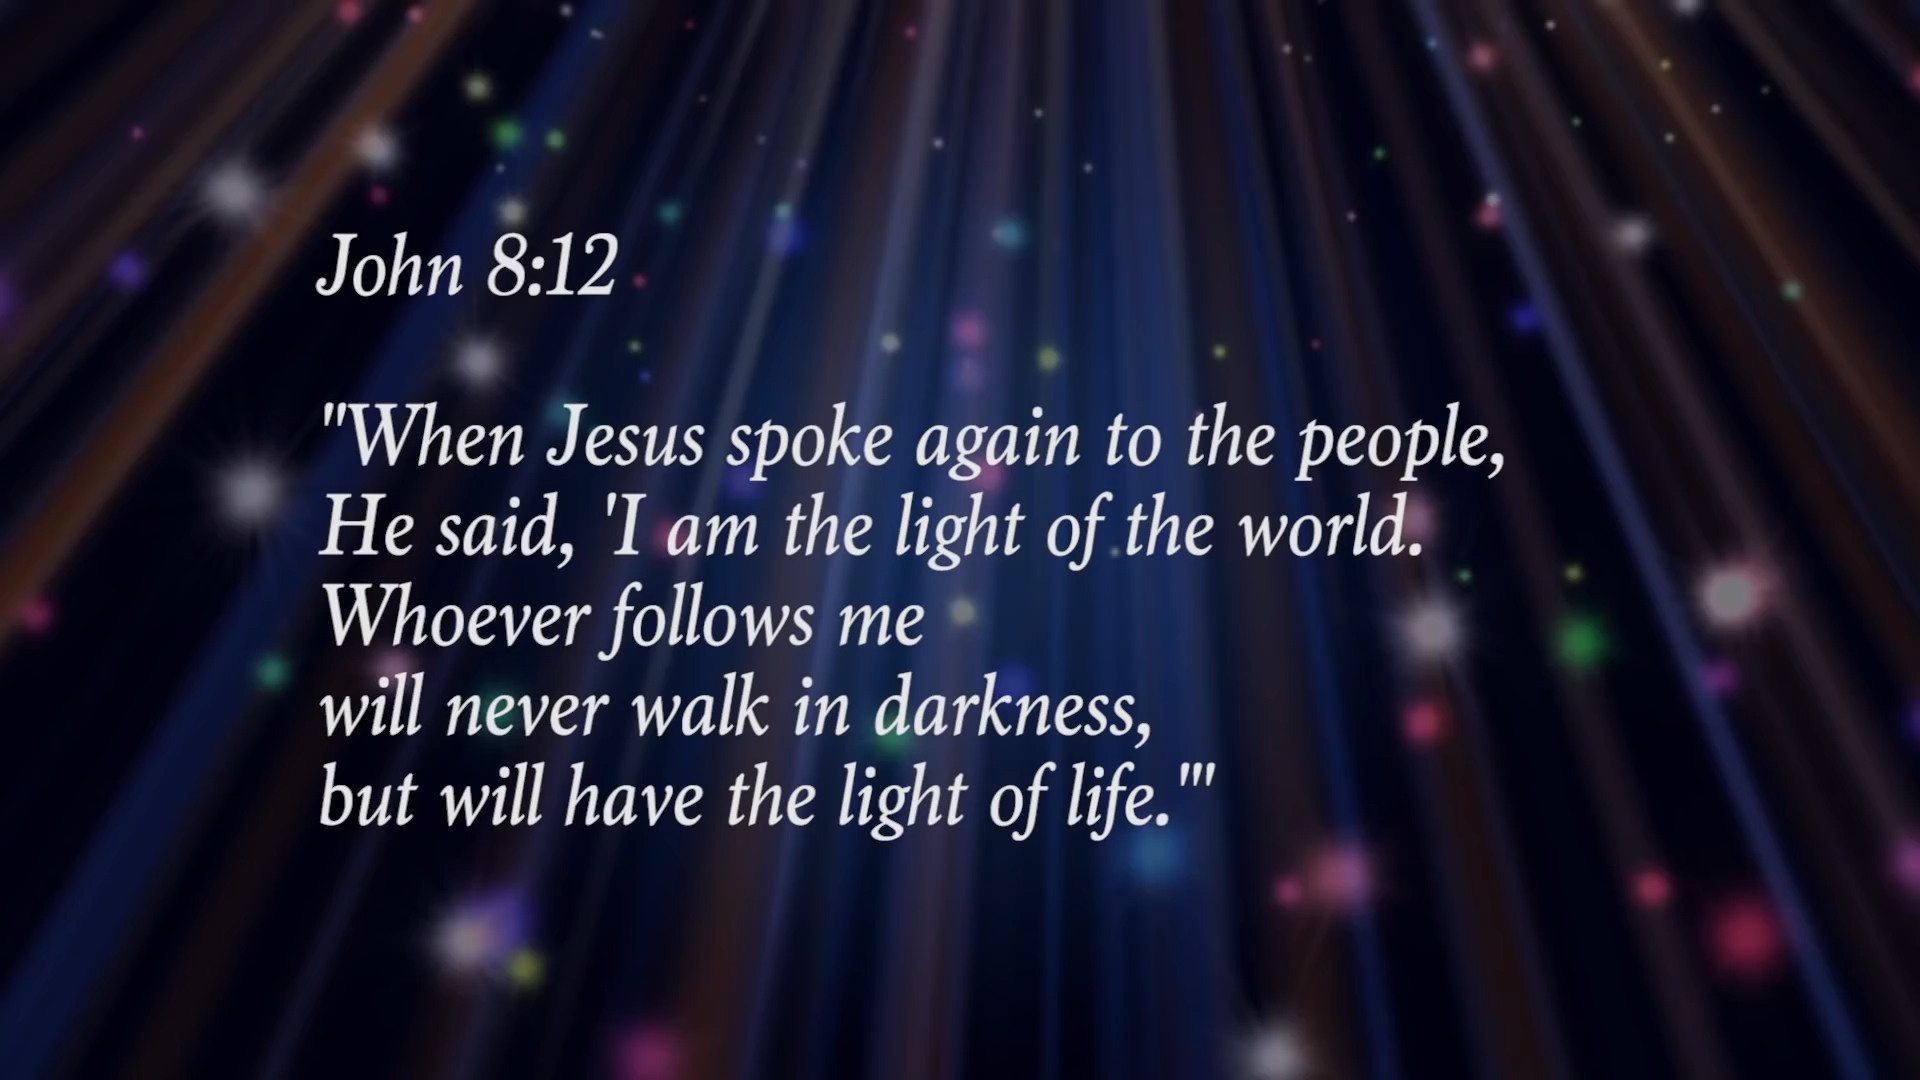 John 8:12
"When Jesus spoke again to the people,
He said, 'I am the light of the world.
Whoever follows me
will never walk in darkness,
but will have the light of life.'"